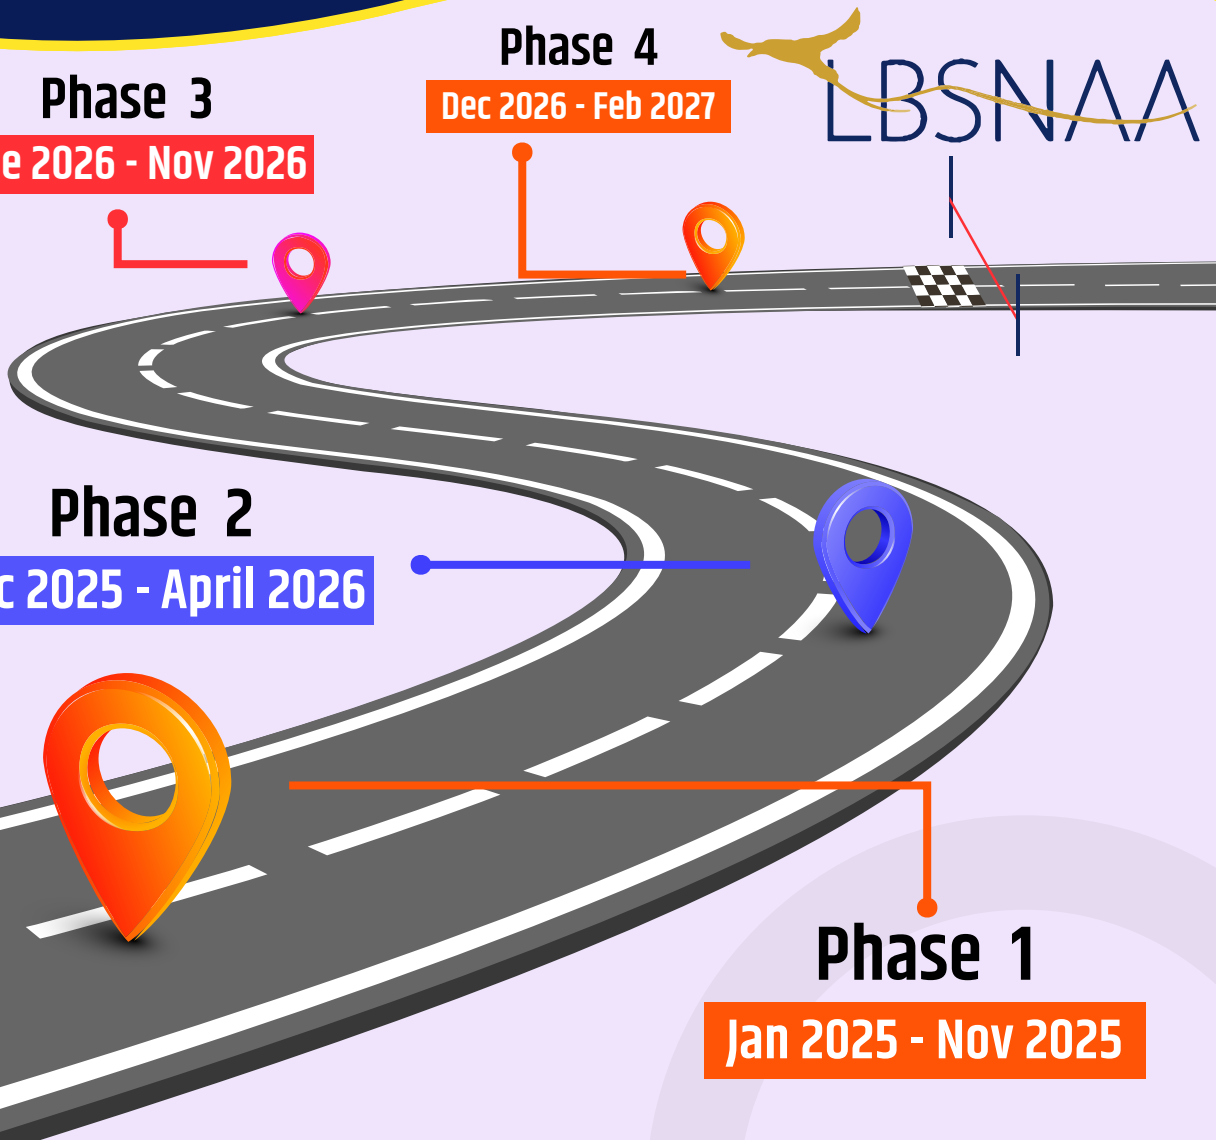 Phase 4
Dec 2026 - Feb 2027
LBSNAA
Phase 3
e 2026 - Nov 2026
Phase 2
c 2025 - April 2026
Phase 1
Jan 2025 - Nov 2025